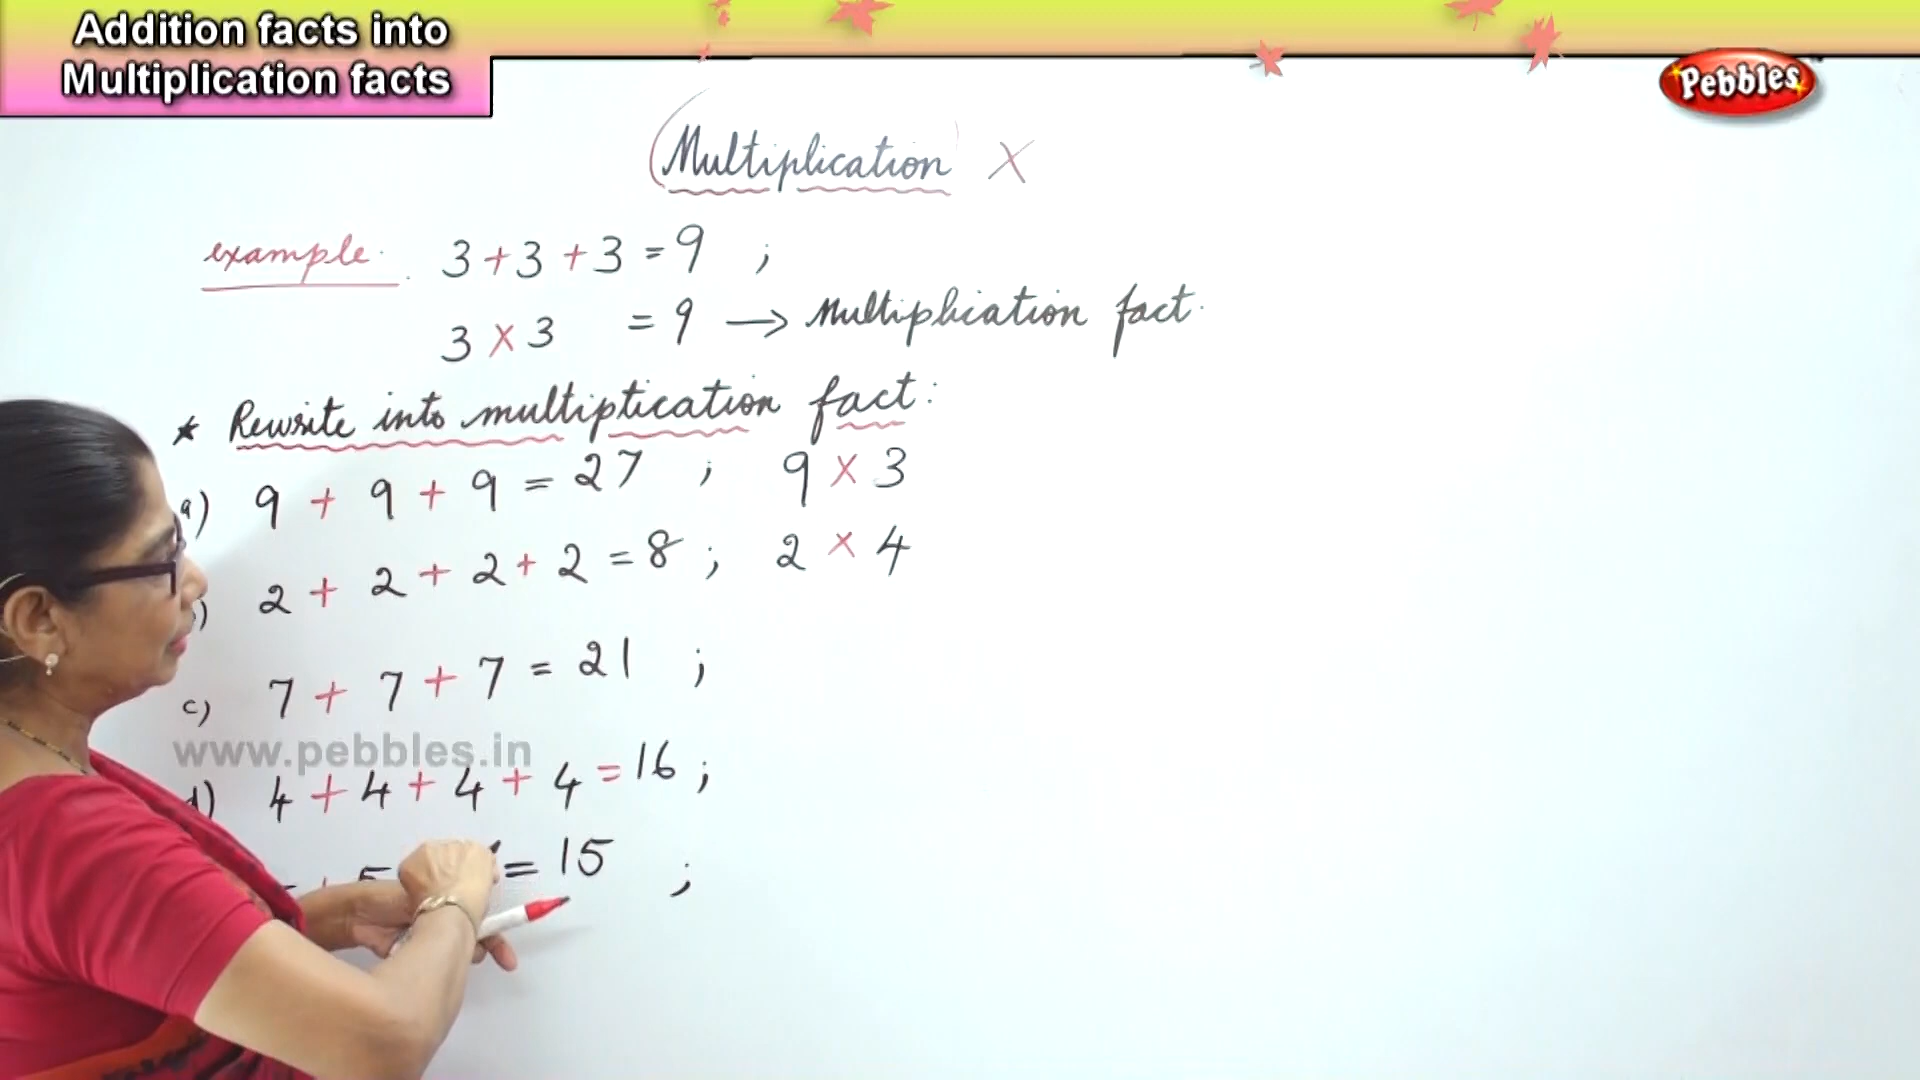 Addition facts into
Multiplication facts
Pebbles
Multiplication X
example. 3 + 3 + 3 = 9 ;
3 x 3 = 9 → Multiplication fact.
* Rewrite into multiplication fact:
a) 9 + 9 + 9 = 27 ; 9 x 3
b) 2 + 2 + 2 + 2 = 8 ; 2 x 4
c) 7 + 7 + 7 = 21 ;
www.pebbles.in
d) 4 + 4 + 4 + 4 = 16 ;
+ 5 = 15 ;